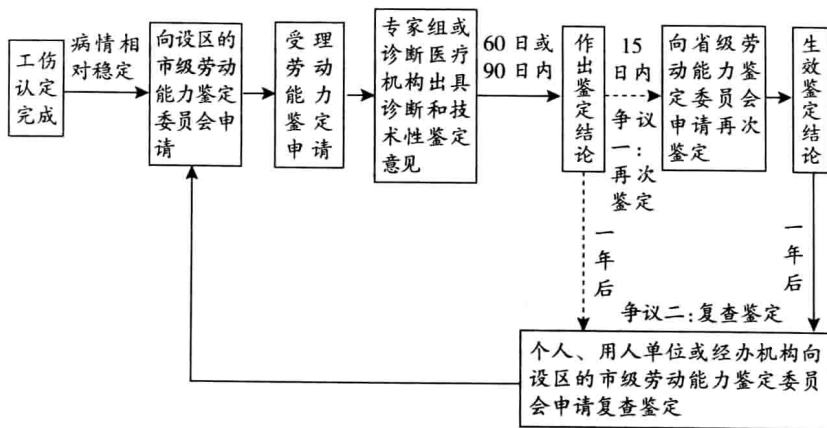 工伤
认定
完成
病情相
对稳定
向设区的
市级劳动
能力鉴定
委员会申
请
受理
劳动
能力
鉴定
申请
专家组或
诊断医疗
机构出具
诊断和技
术性鉴定
意见
60日或
90日内
作出鉴定结论
15
日内
争议
一：
再次
鉴定
向省级劳
动能力鉴
定委员会
申请再次
鉴定
生效鉴定结论
一年后
一年后
争议二：复查鉴定
个人、用人单位或经办机构向
设区的市级劳动能力鉴定委员
会申请复查鉴定